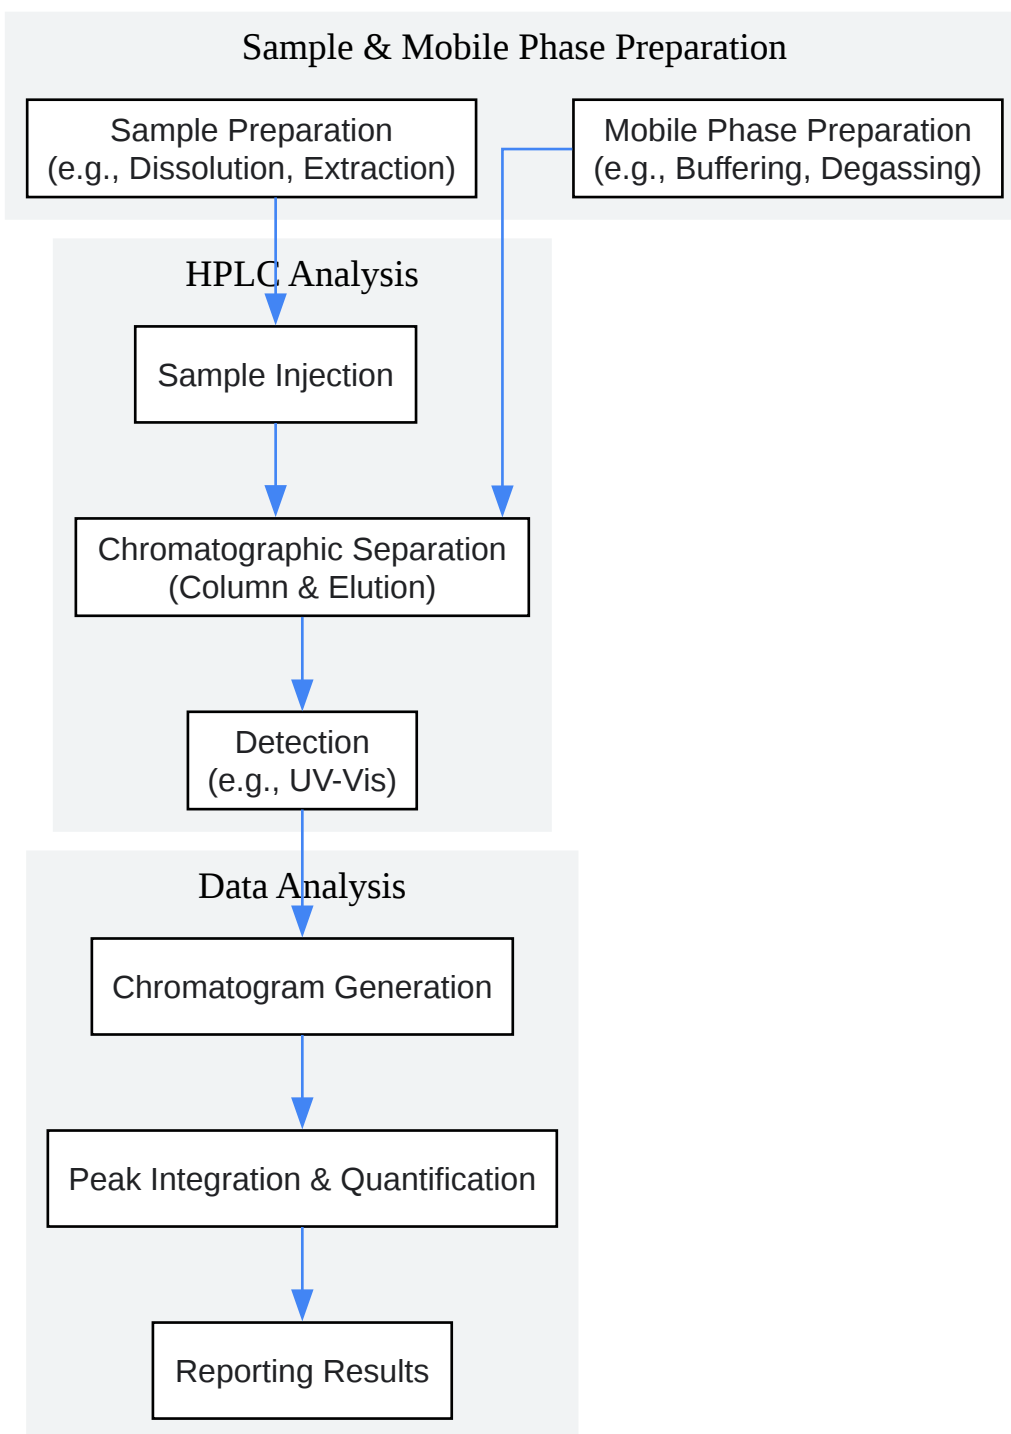 Sample & Mobile Phase Preparation
Sample Preparation
(e.g., Dissolution, Extraction)
Mobile Phase Preparation
(e.g., Buffering, Degassing)
HPLC Analysis
Sample Injection
Chromatographic Separation
(Column & Elution)
Detection
(e.g., UV-Vis)
Data Analysis
Chromatogram Generation
Peak Integration & Quantification
Reporting Results